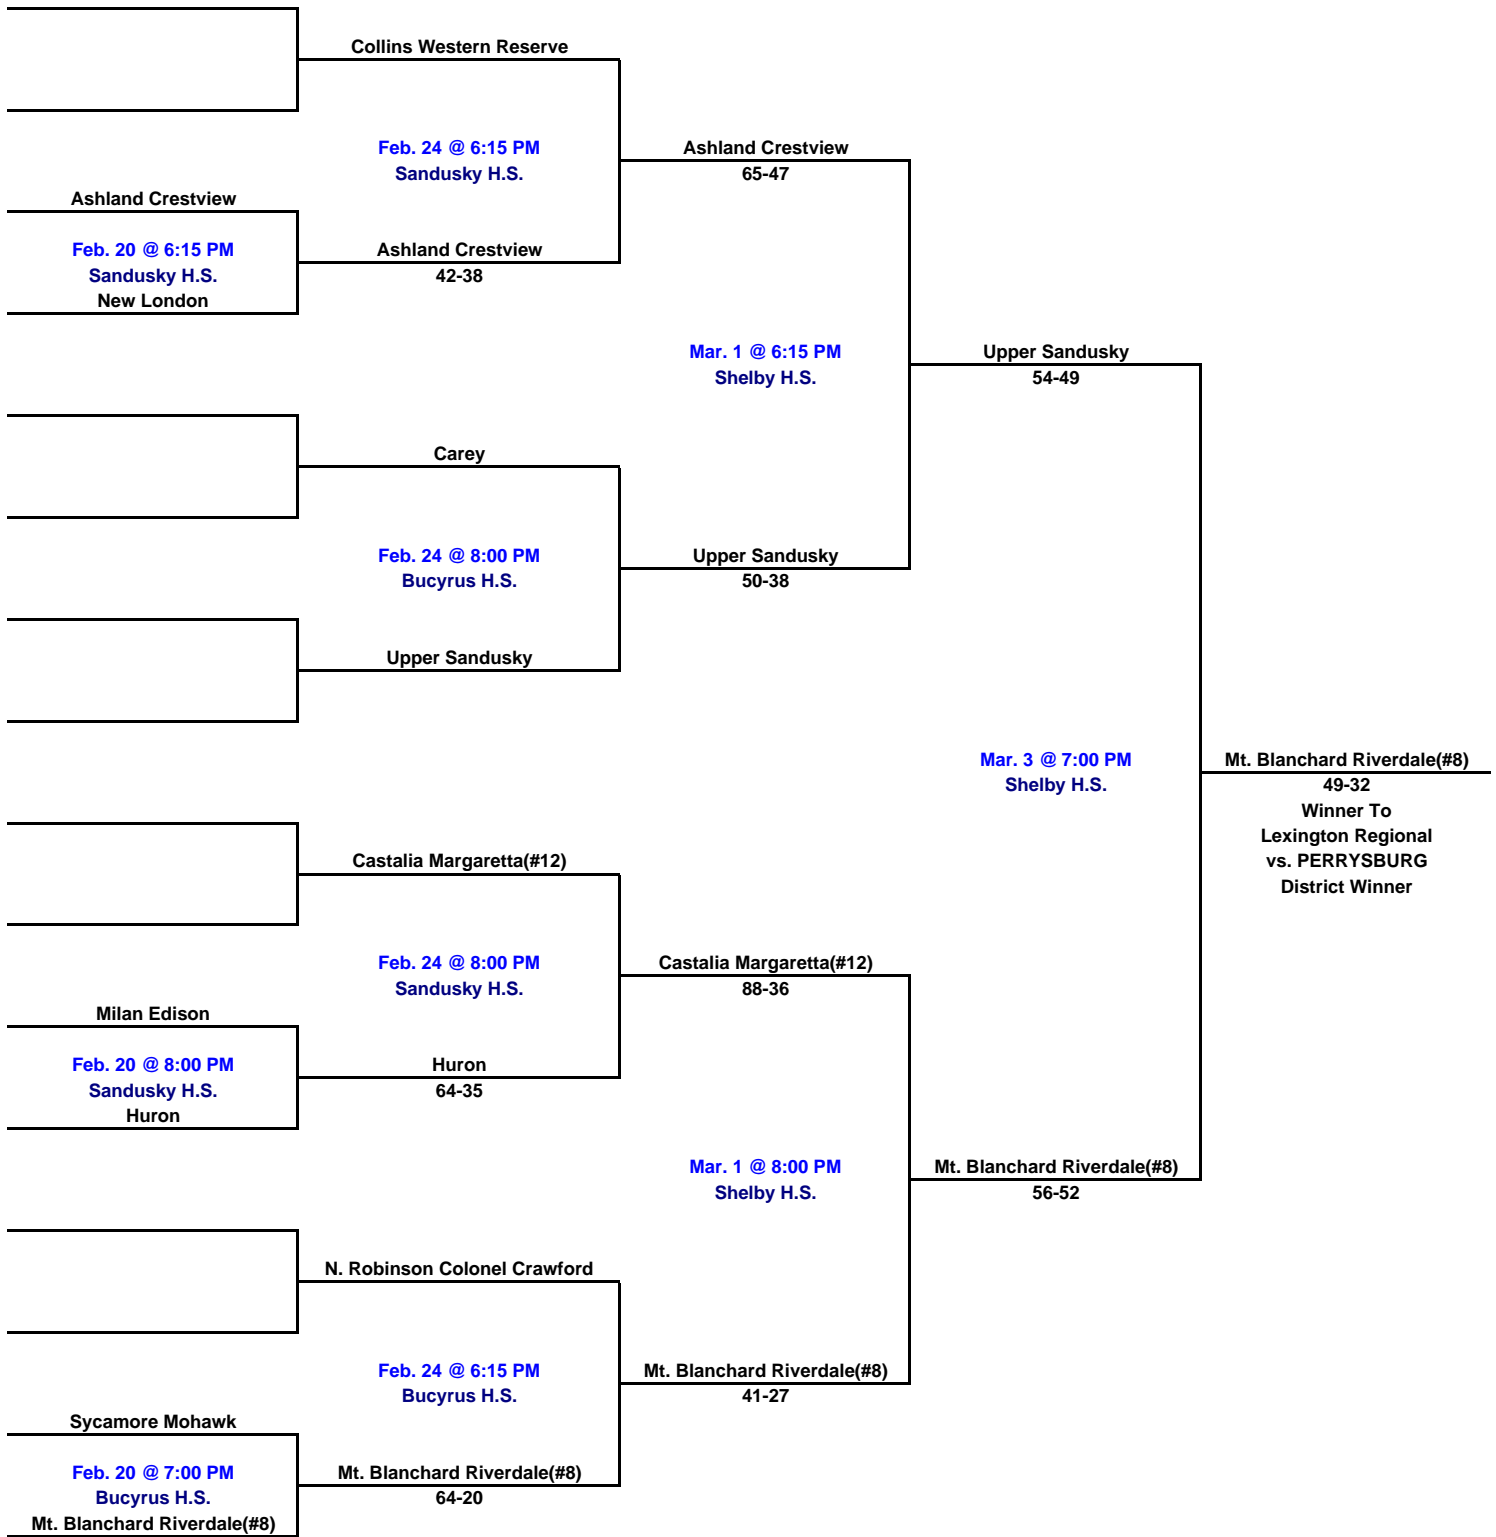 Collins Western Reserve
Feb. 24 @ 6:15 PM
Sandusky H.S.
Ashland Crestview
65-47
Ashland Crestview
Feb. 20 @ 6:15 PM
Sandusky H.S.
New London
Ashland Crestview
42-38
Mar. 1 @ 6:15 PM
Shelby H.S.
Upper Sandusky
54-49
Carey
Feb. 24 @ 8:00 PM
Bucyrus H.S.
Upper Sandusky
50-38
Upper Sandusky
Mar. 3 @ 7:00 PM
Shelby H.S.
Mt. Blanchard Riverdale(#8)
49-32
Winner To
Lexington Regional
vs. PERRYSBURG
District Winner
Castalia Margaretta(#12)
Feb. 24 @ 8:00 PM
Sandusky H.S.
Castalia Margaretta(#12)
88-36
Milan Edison
Feb. 20 @ 8:00 PM
Sandusky H.S.
Huron
Huron
64-35
Mar. 1 @ 8:00 PM
Shelby H.S.
Mt. Blanchard Riverdale(#8)
56-52
N. Robinson Colonel Crawford
Feb. 24 @ 6:15 PM
Bucyrus H.S.
Mt. Blanchard Riverdale(#8)
41-27
Sycamore Mohawk
Feb. 20 @ 7:00 PM
Bucyrus H.S.
Mt. Blanchard Riverdale(#8)
Mt. Blanchard Riverdale(#8)
64-20